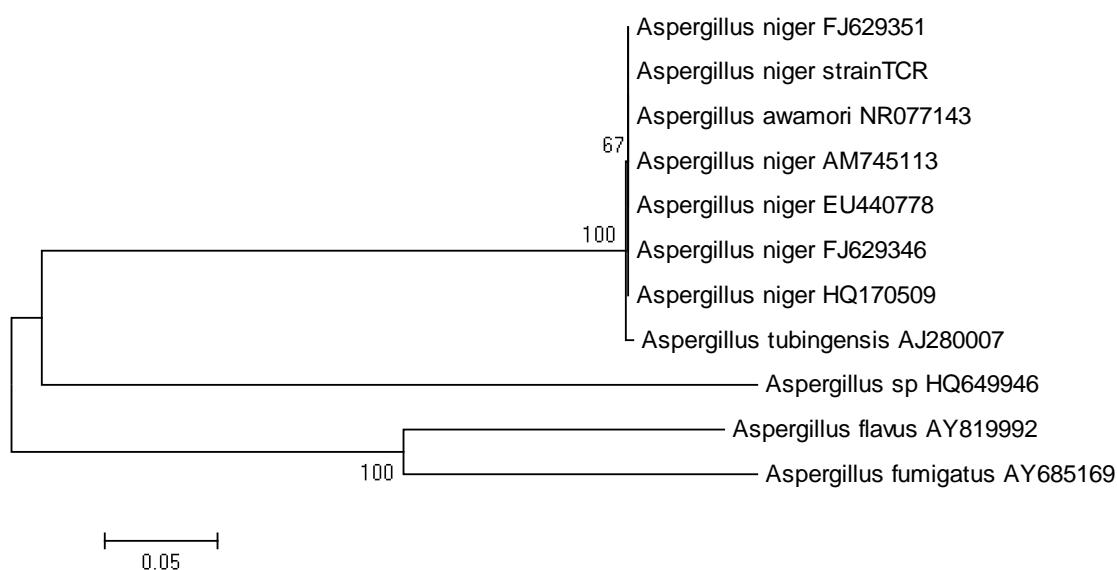 Aspergillus niger FJ629351
Aspergillus niger strainTCR
Aspergillus awamori NR077143
67
Aspergillus niger AM745113
Aspergillus niger EU440778
100
Aspergillus niger FJ629346
Aspergillus niger HQ170509
Aspergillus tubingensis AJ280007
Aspergillus sp HQ649946
Aspergillus flavus AY819992
100
Aspergillus fumigatus AY685169
0.05